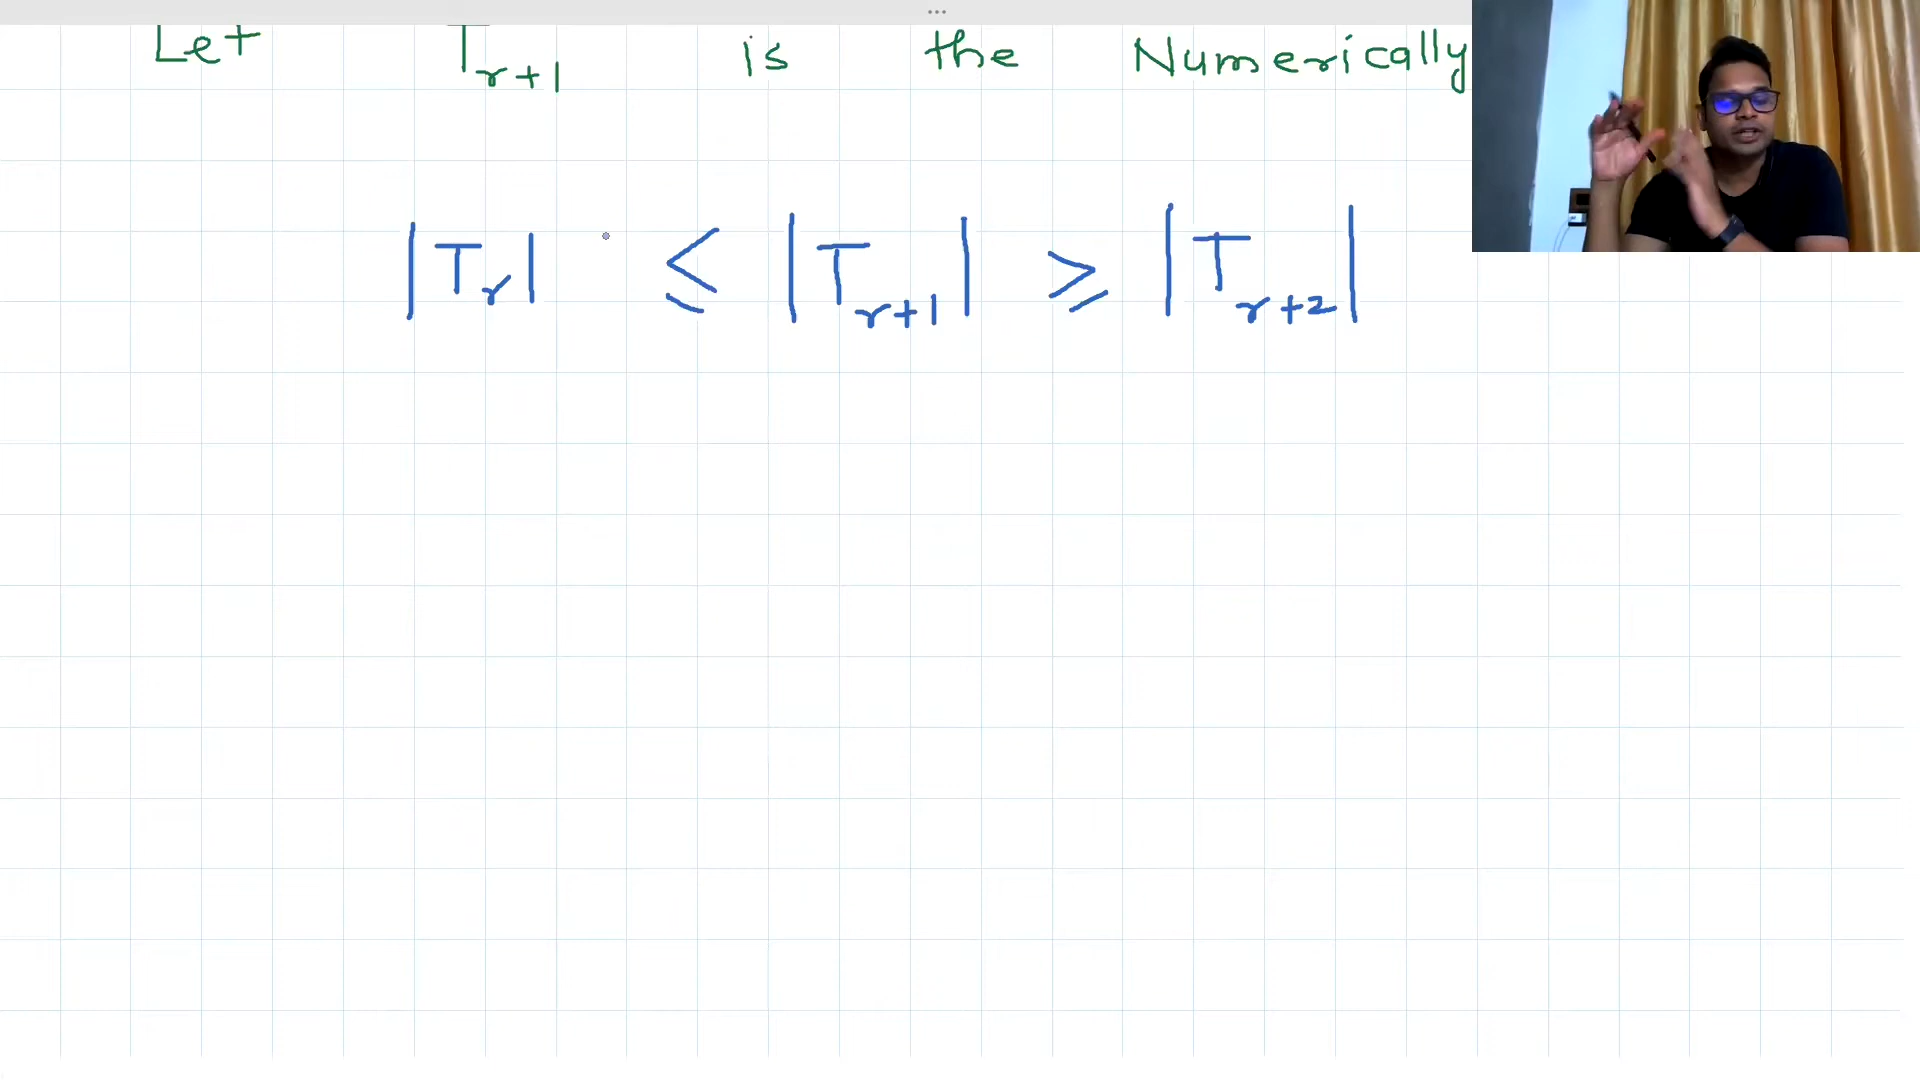 Let T_{r+1} is the Numerically
|T_r| ≤ |T_{r+1}| ≥ |T_{r+2}|